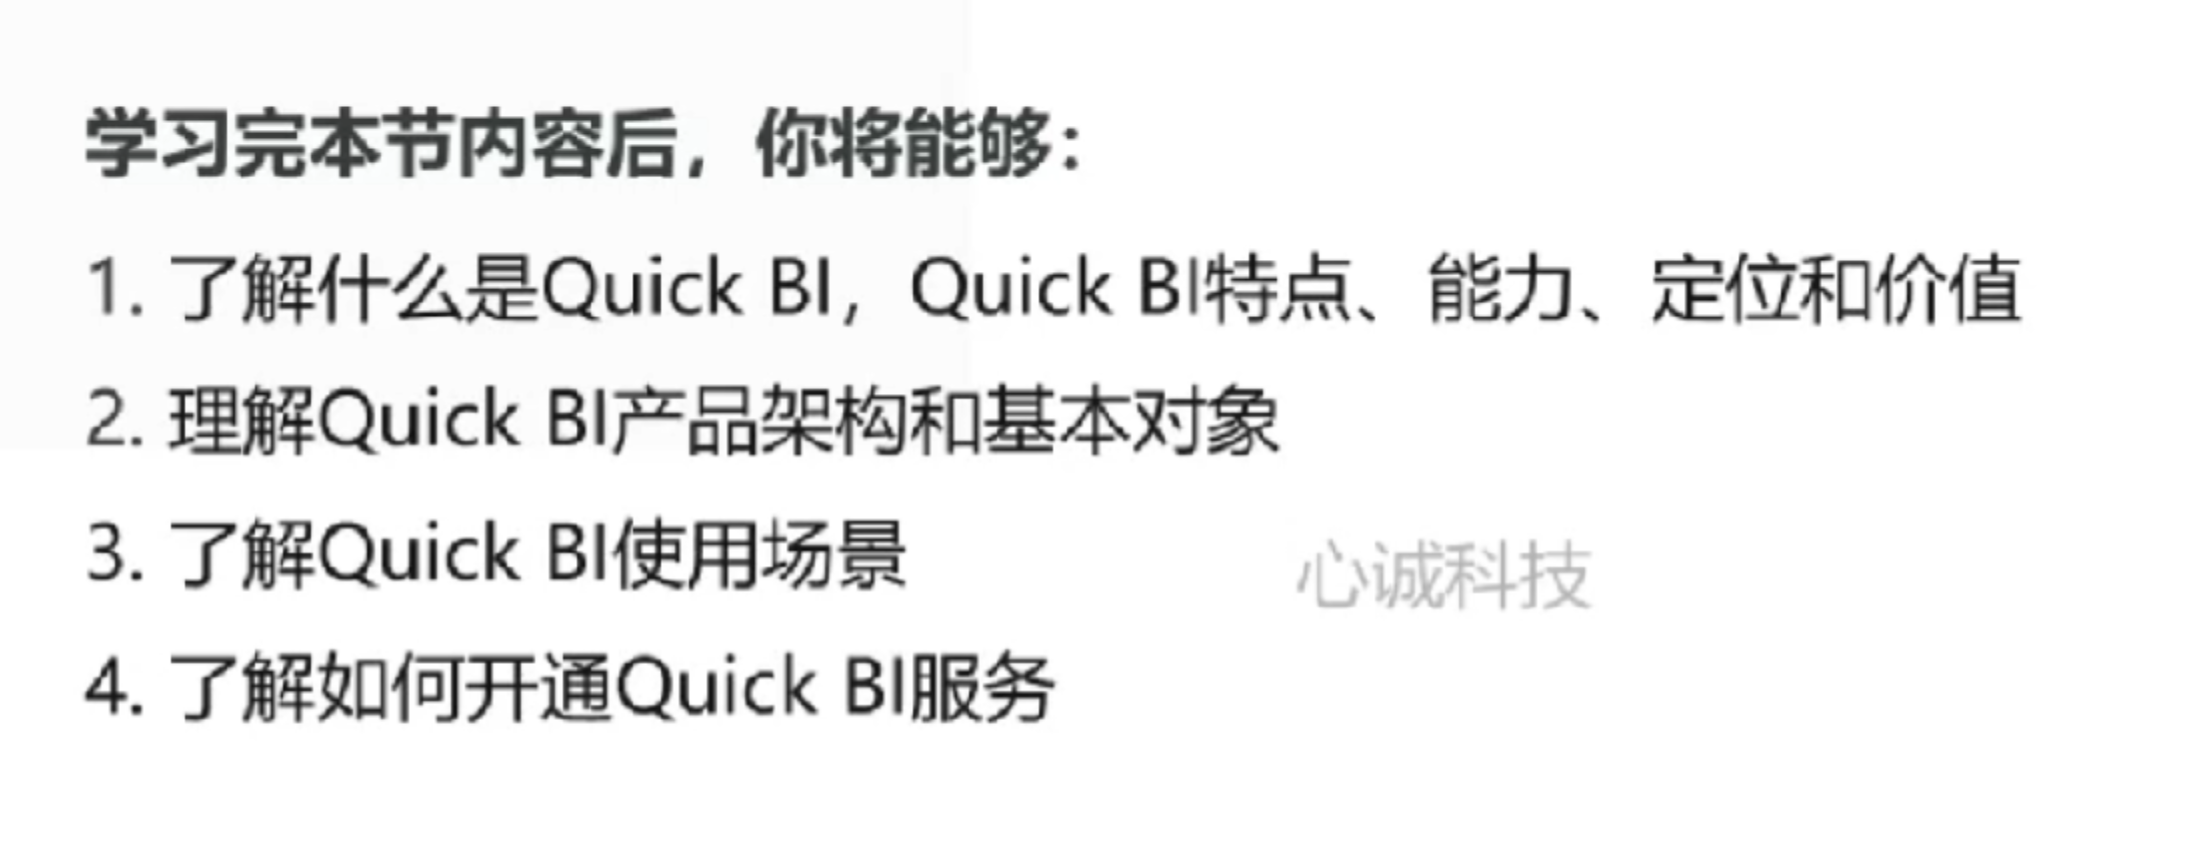 学习完本节内容后，你将能够：
1. 了解什么是Quick BI，Quick BI特点、能力、定位和价值
2. 理解Quick BI产品架构和基本对象
3. 了解Quick BI使用场景
心诚科技
4. 了解如何开通Quick BI服务